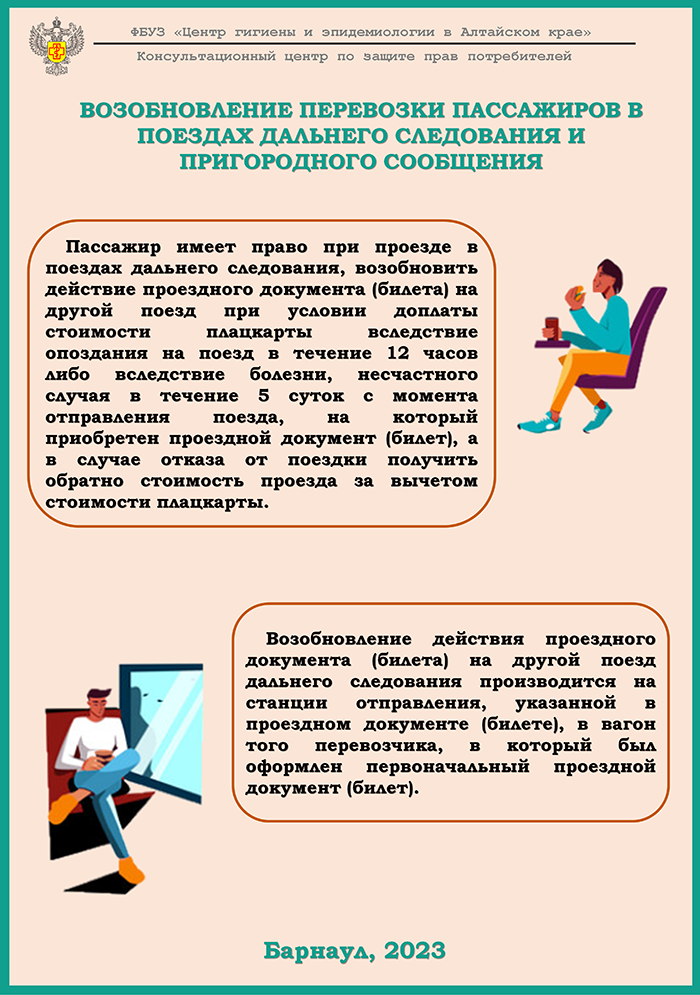 ФБУЗ «Центр гигиены и эпидемиологии в Алтайском крае»
Консультационный центр по защите прав потребителей
ВОЗОБНОВЛЕНИЕ ПЕРЕВОЗКИ ПАССАЖИРОВ В
ПОЕЗДАХ ДАЛЬНЕГО СЛЕДОВАНИЯ И
ПРИГОРОДНОГО СООБЩЕНИЯ
Пассажир имеет право при проезде в
поездах дальнего следования, возобновить
действие проездного документа (билета) на
другой поезд при условии доплаты
стоимости плацкарты вследствие
опоздания на поезд в течение 12 часов
либо вследствие болезни, несчастного
случая в течение 5 суток с момента
отправления поезда, на который
приобретен проездной документ (билет), а
в случае отказа от поездки получить
обратно стоимость проезда за вычетом
стоимости плацкарты.
Возобновление действия проездного
документа (билета) на другой поезд
дальнего следования производится на
станции отправления, указанной в
проездном документе (билете), в вагон
того перевозчика, в который был
оформлен первоначальный проездной
документ (билет).
Барнаул, 2023